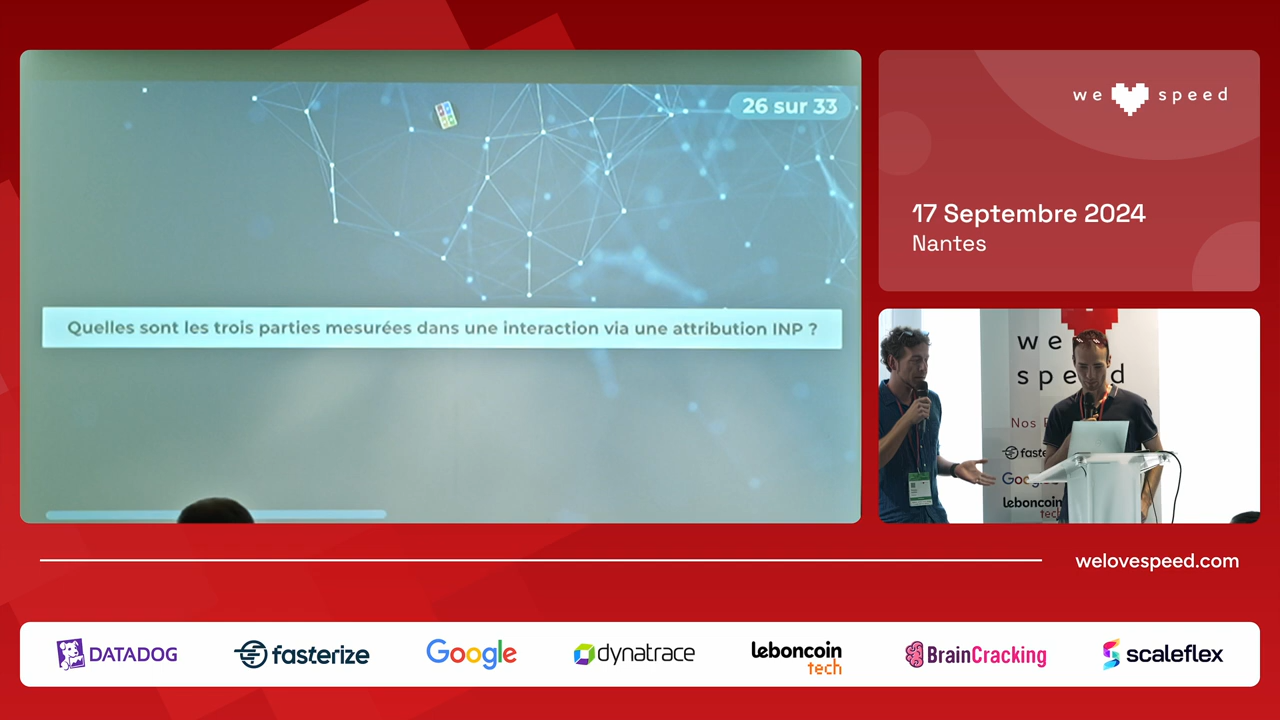 26 sur 33
Quelles sont les trois parties mesurées dans une interaction via une attribution INP ?
we speed
17 Septembre 2024
Nantes
we
speed
Nos
faste
Google
leboncoin
tech
welovespeed.com
DATADOG
fasterize
Google
dynatrace
leboncoin
tech
BrainCracking
scaleflex